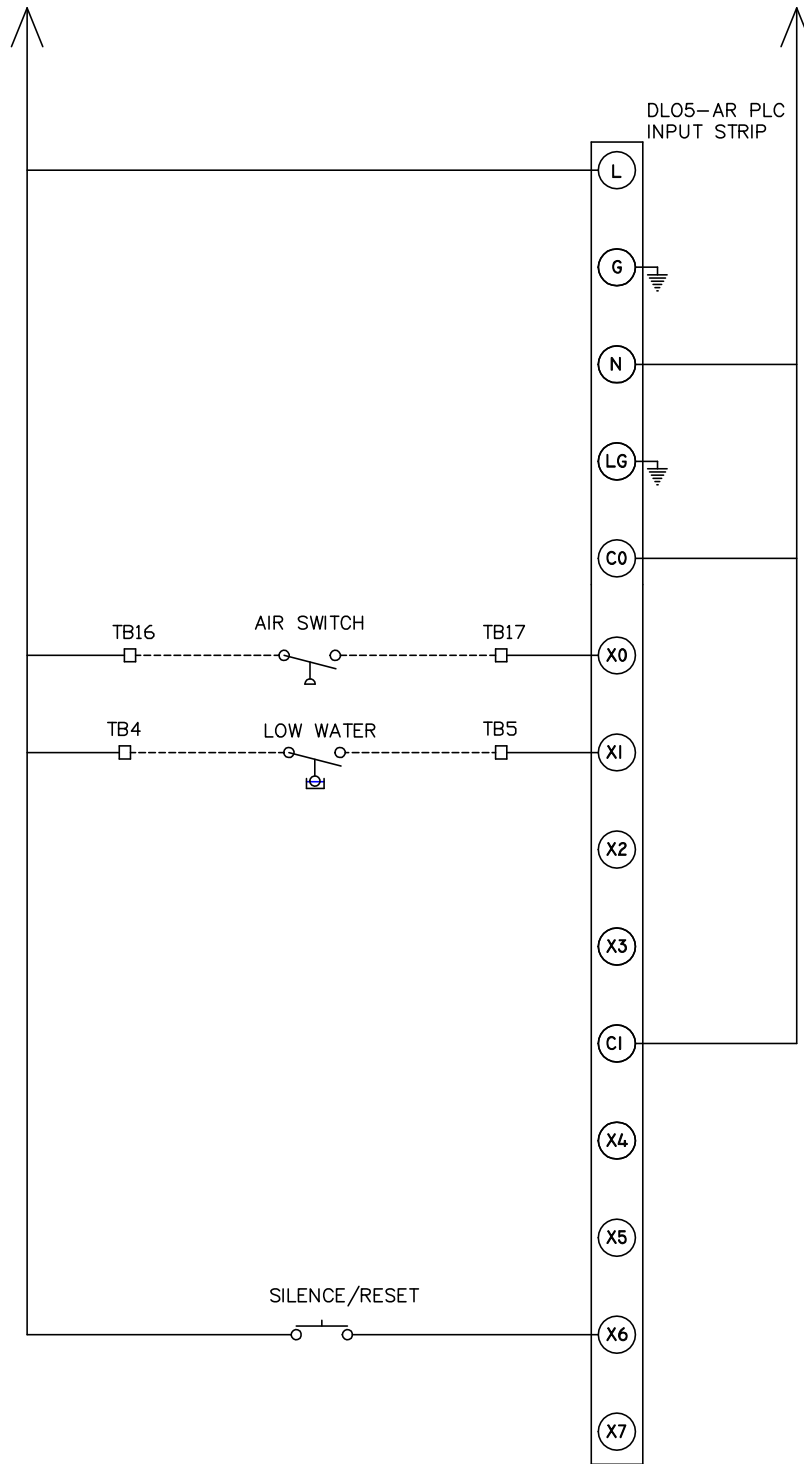 DL05-AR PLC
INPUT STRIP
L
G
N
LG
C0
AIR SWITCH
TB16
TB17
X0
TB4
LOW WATER
TB5
X1
X2
X3
C1
X4
X5
SILENCE/RESET
X6
X7